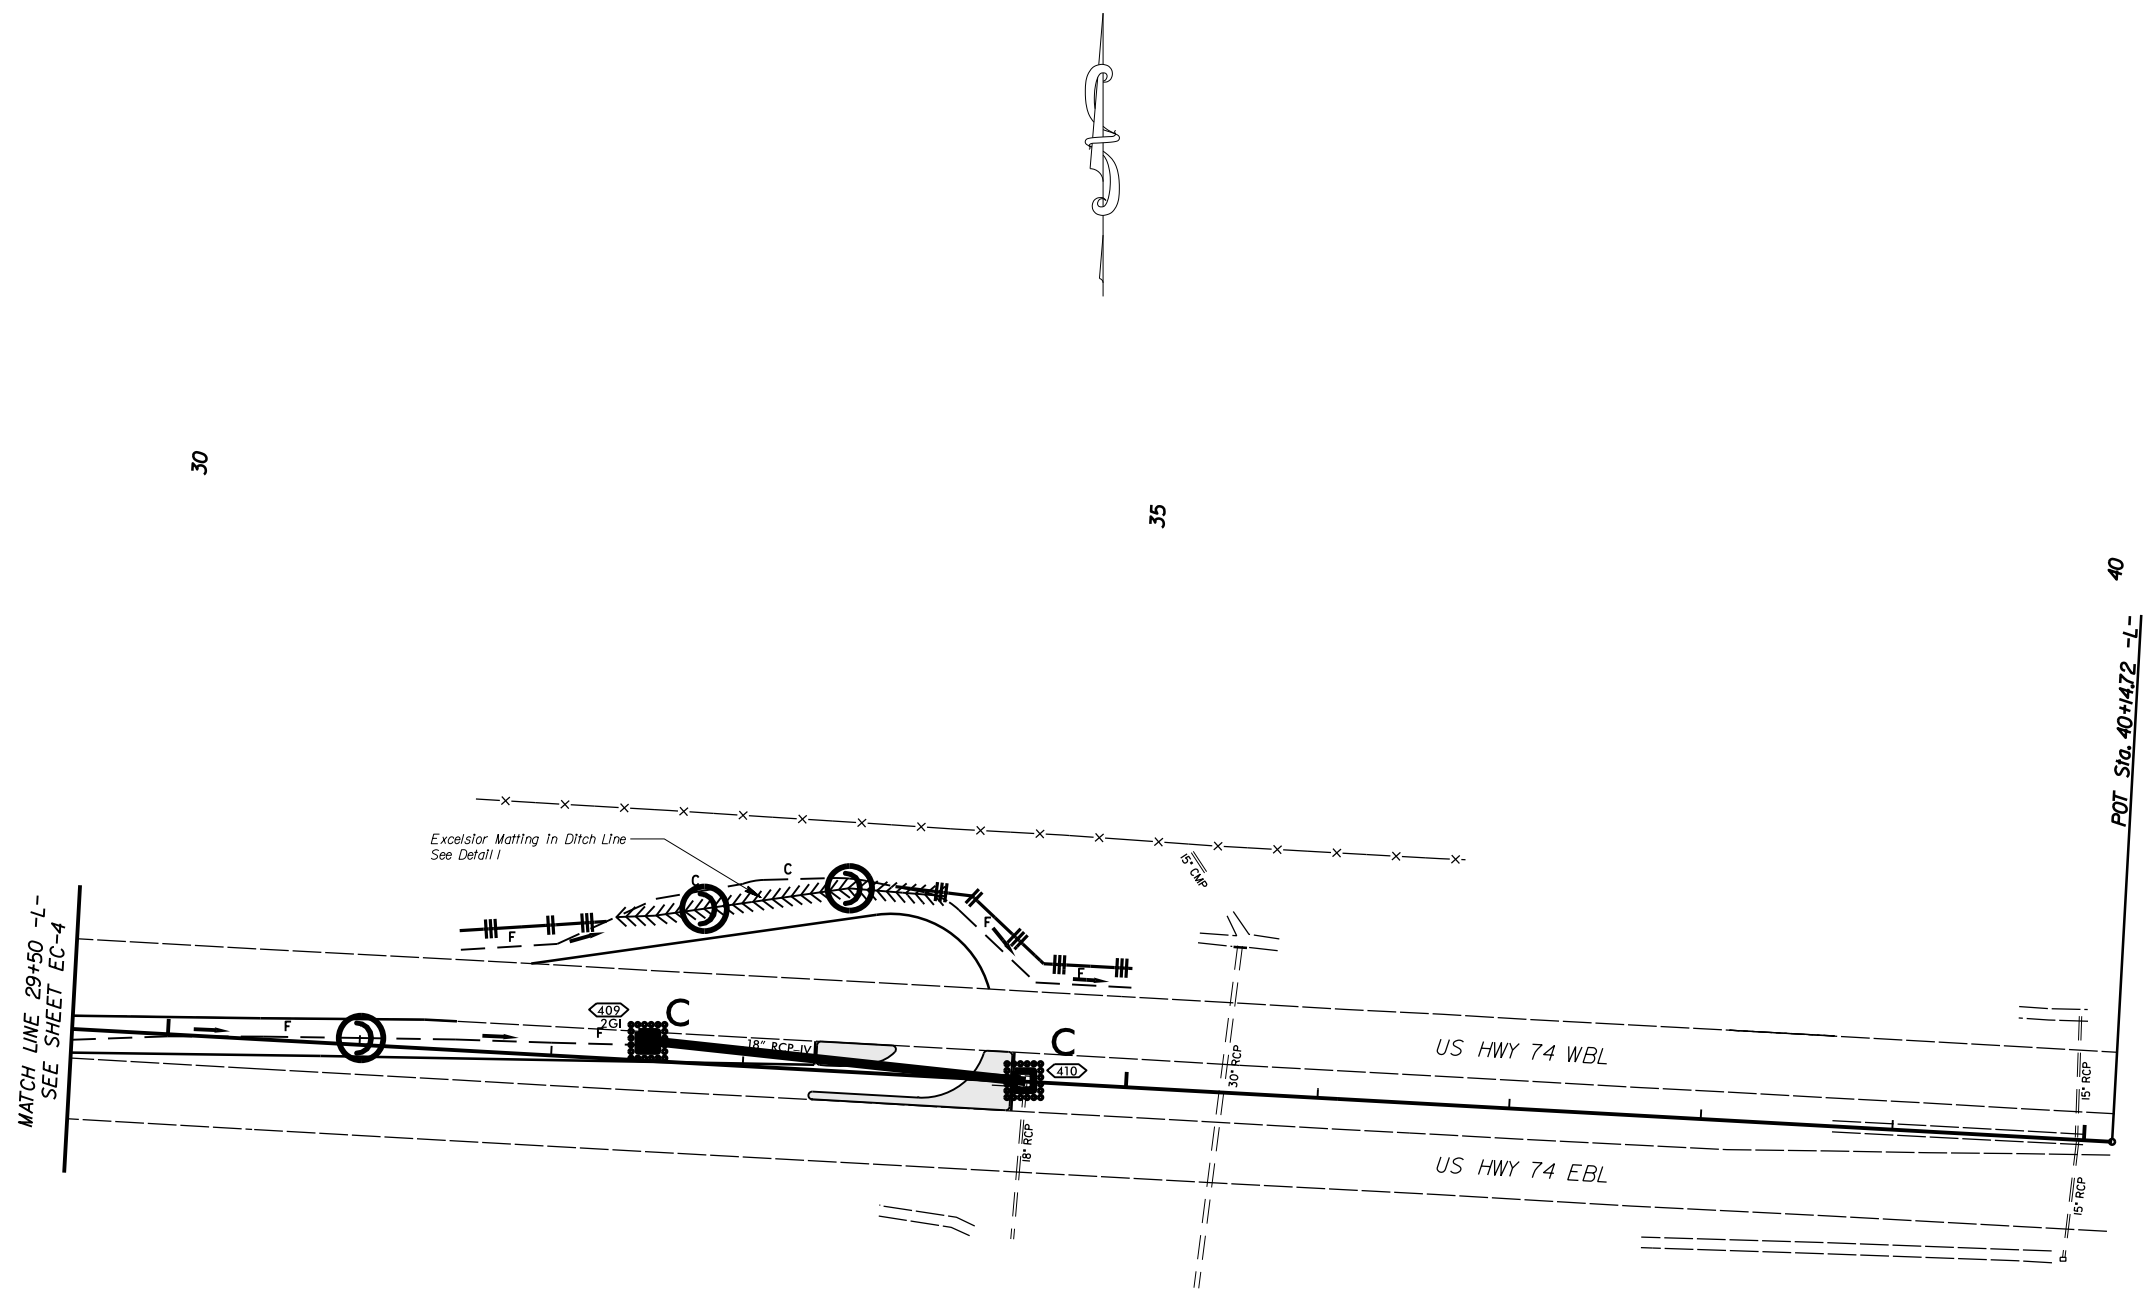 30
35
40
POT Sta. 40+14.72 -L-
Excelsior Matting in Ditch Line
See Detail 1
15" CMP
C
C
F
F
F
MATCH LINE 29+50 -L-
SEE SHEET EC-4
F
409
2GI
F
C
18" RCP-IV
C
410
30" RCP
18" RCP
US HWY 74 WBL
US HWY 74 EBL
15" RCP
15" RCP